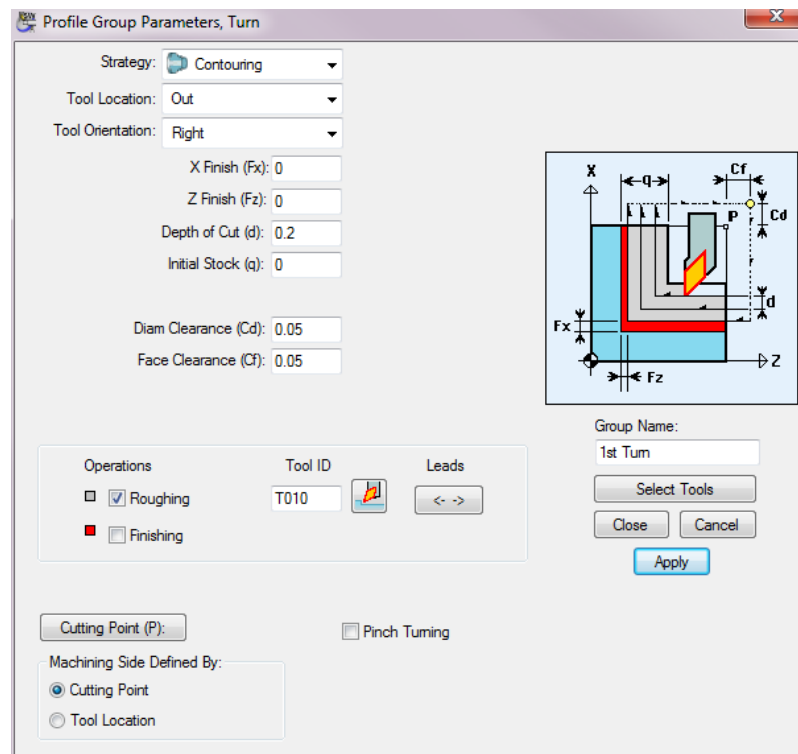 Profile Group Parameters, Turn
x
Strategy: Contouring
Tool Location: Out
Tool Orientation: Right
X Finish (Fx): 0
Z Finish (Fz): 0
Depth of Cut (d): 0.2
Initial Stock (q): 0
Diam Clearance (Cd): 0.05
Face Clearance (Cf): 0.05
X q Cf
P Cd
d
Fx
Z
Fz
Group Name:
1st Turn
Operations Tool ID Leads
Roughing T010 <- ->
Finishing
Select Tools
Close Cancel
Apply
Cutting Point (P): Pinch Turning
Machining Side Defined By:
Cutting Point
Tool Location